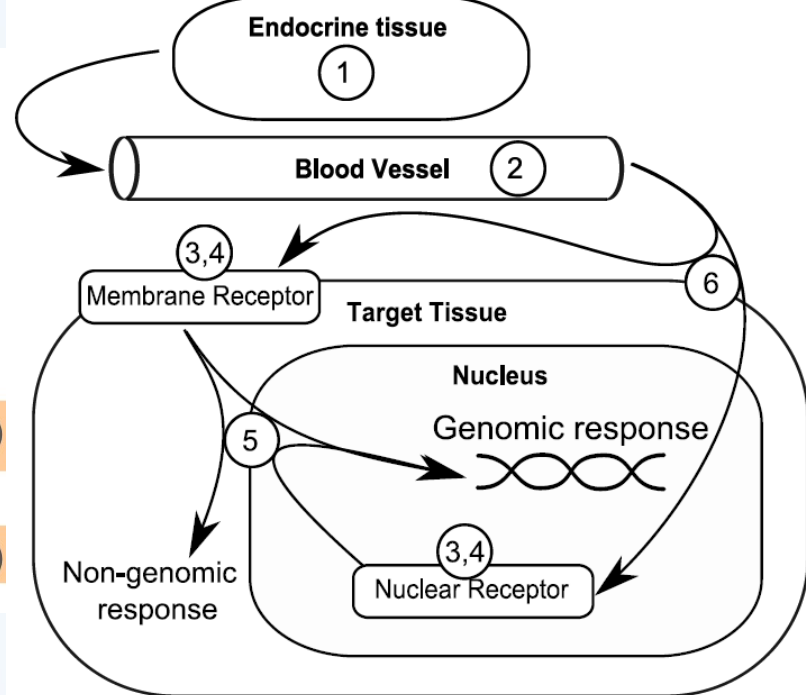 Endocrine tissue
1
Blood Vessel 2
3,4
Membrane Receptor
6
Target Tissue
Nucleus
Genomic response
5
3,4
Non-genomic
response
Nuclear Receptor
)
)